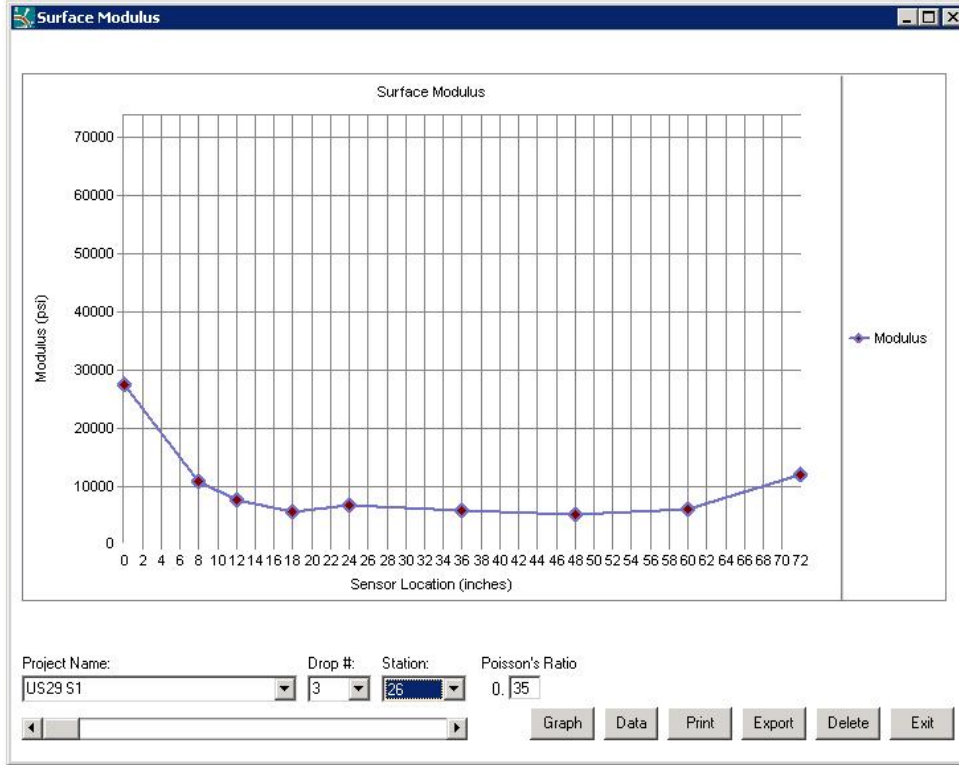 Surface Modulus
Surface Modulus
70000
60000
50000
40000
30000
20000
10000
0
Modulus (psi)
Modulus
0 2 4 6 8 10 12 14 16 18 20 22 24 26 28 30 32 34 36 38 40 42 44 46 48 50 52 54 56 58 60 62 64 66 68 70 72
Sensor Location (inches)
Project Name: Drop #: Station: Poisson's Ratio
US29 S1 3 26 0. 35
Graph Data Print Export Delete Exit